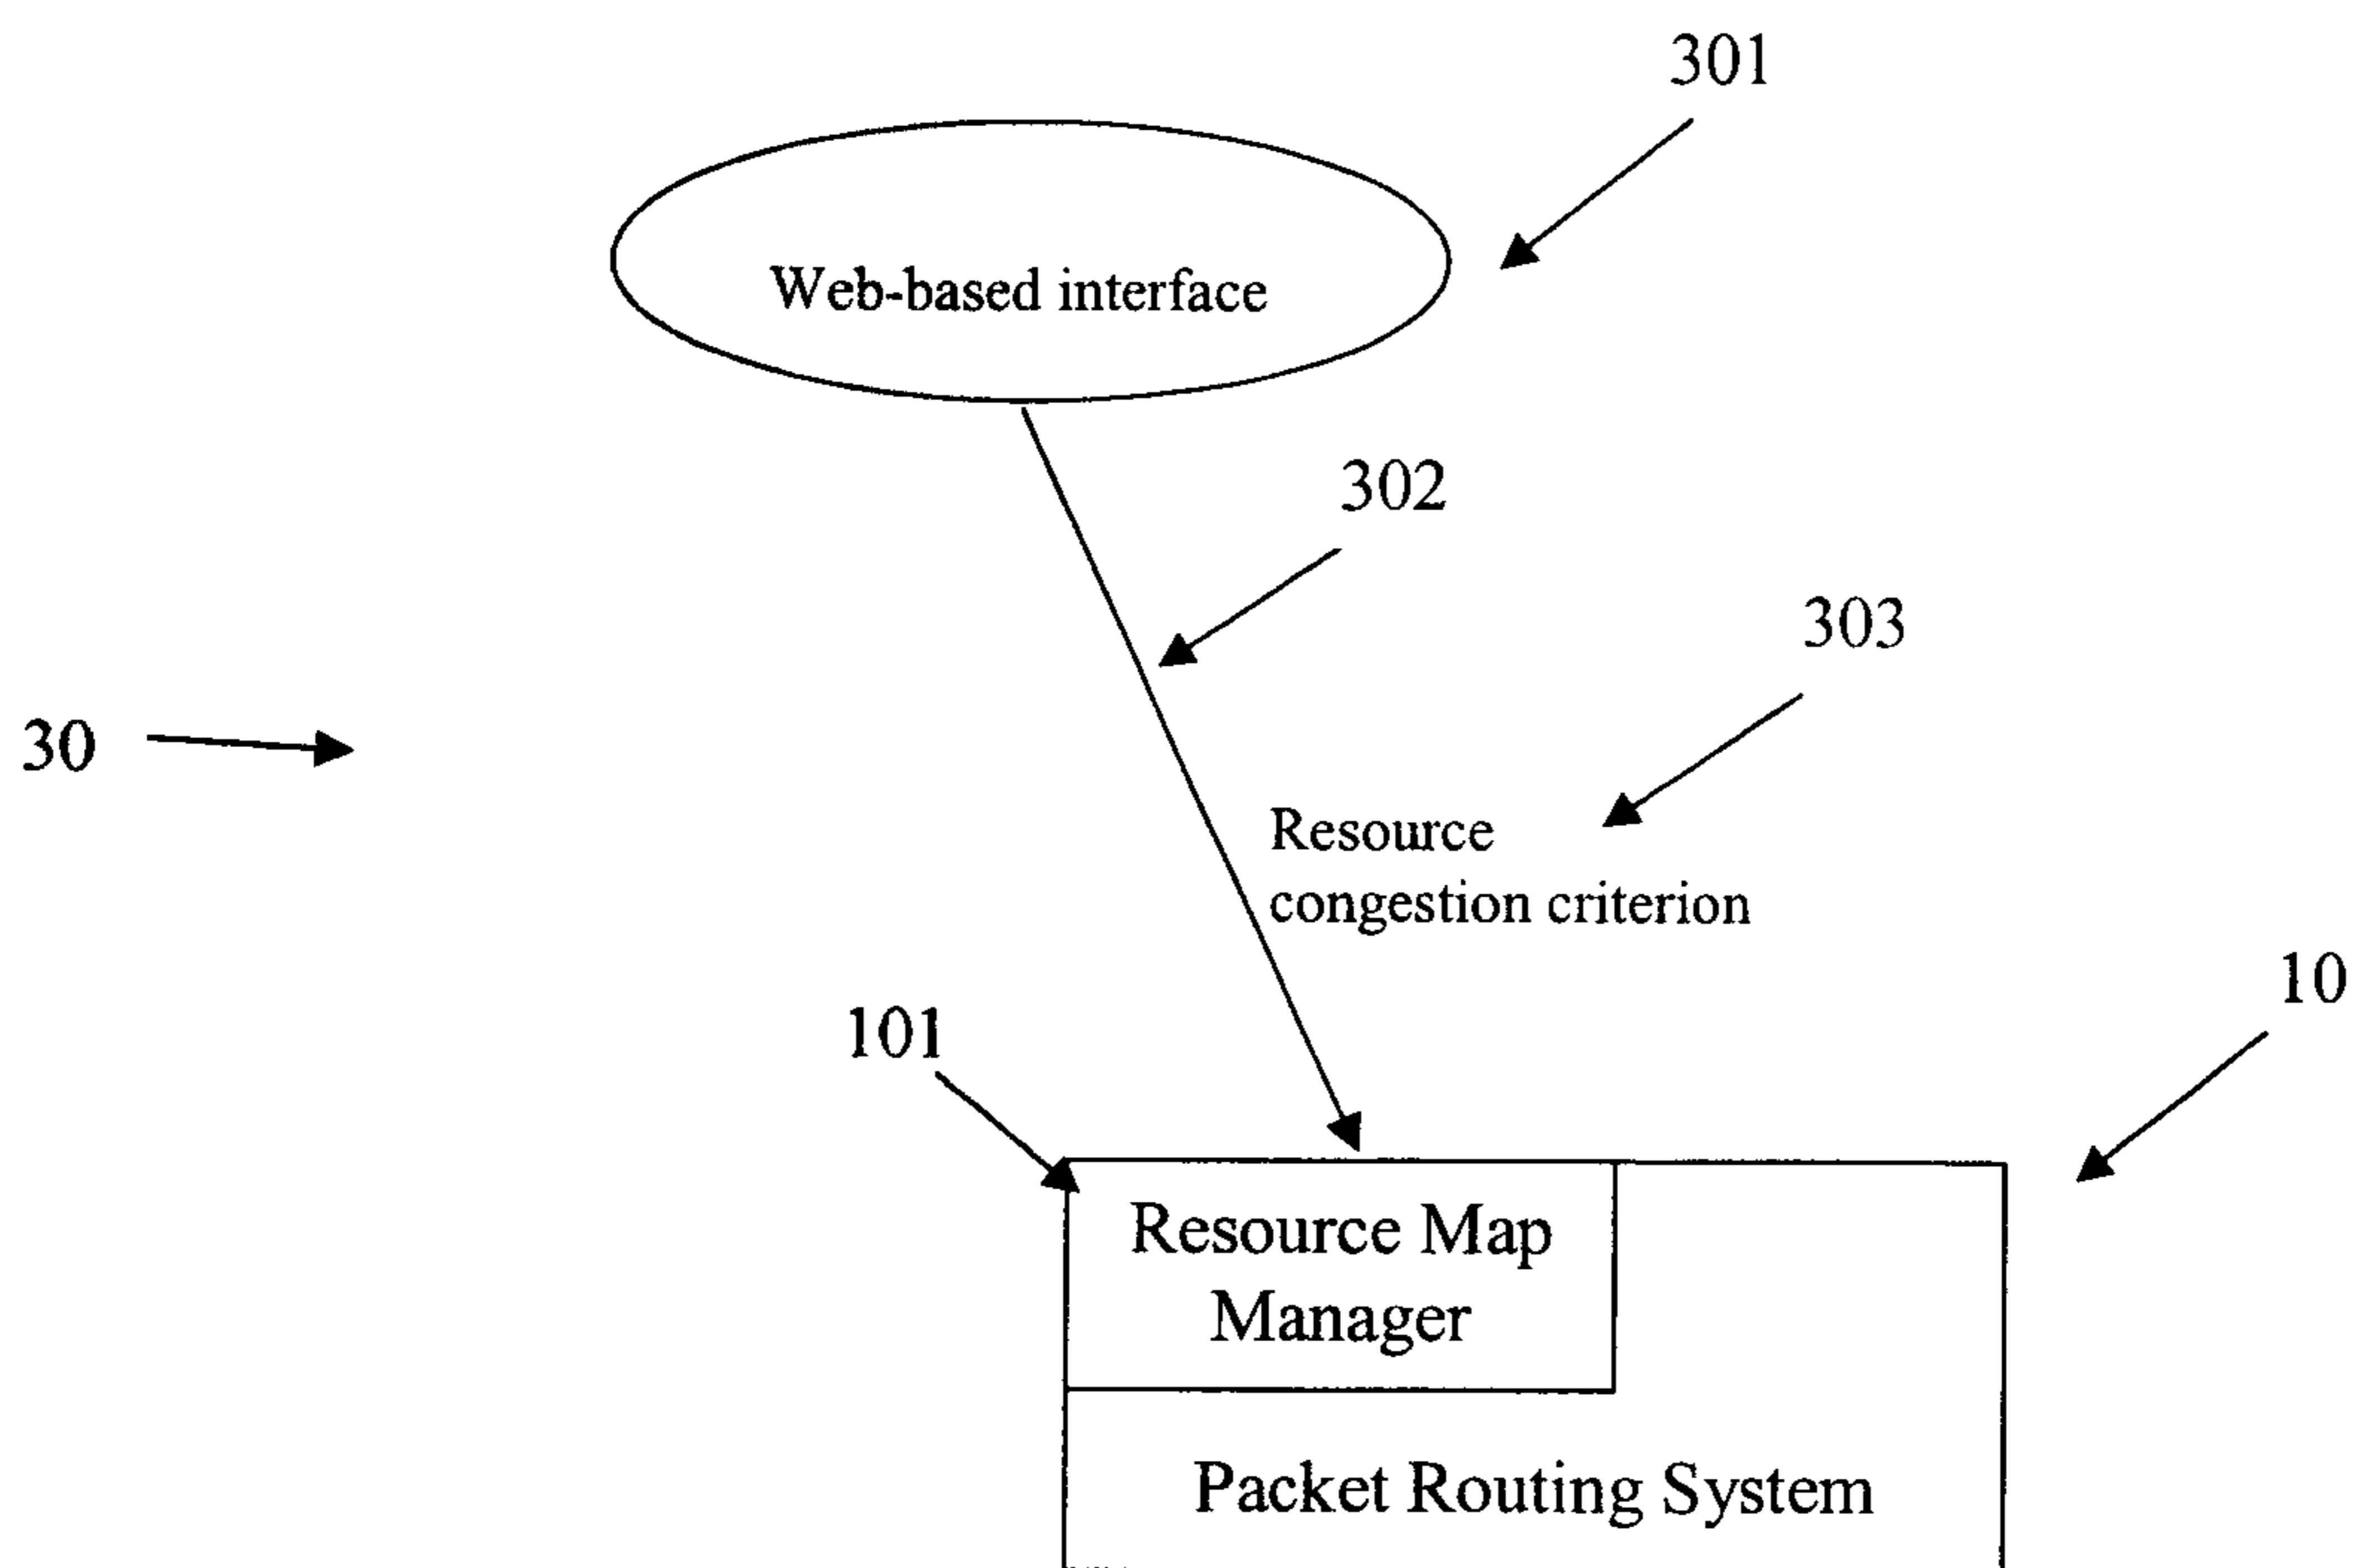 301
Web-based interface
302
303
30
Resource
congestion criterion
10
101
Resource Map
Manager
Packet Routing System